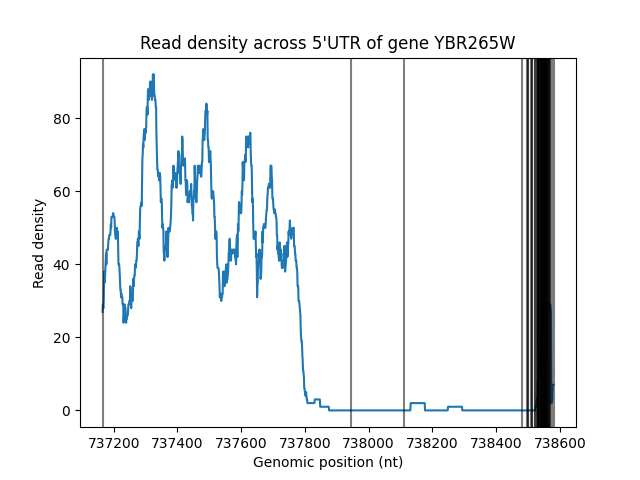 Read density across 5'UTR of gene YBR265W
80
60
40
20
0
Read density
737200 737400 737600 737800 738000 738200 738400 738600
Genomic position (nt)